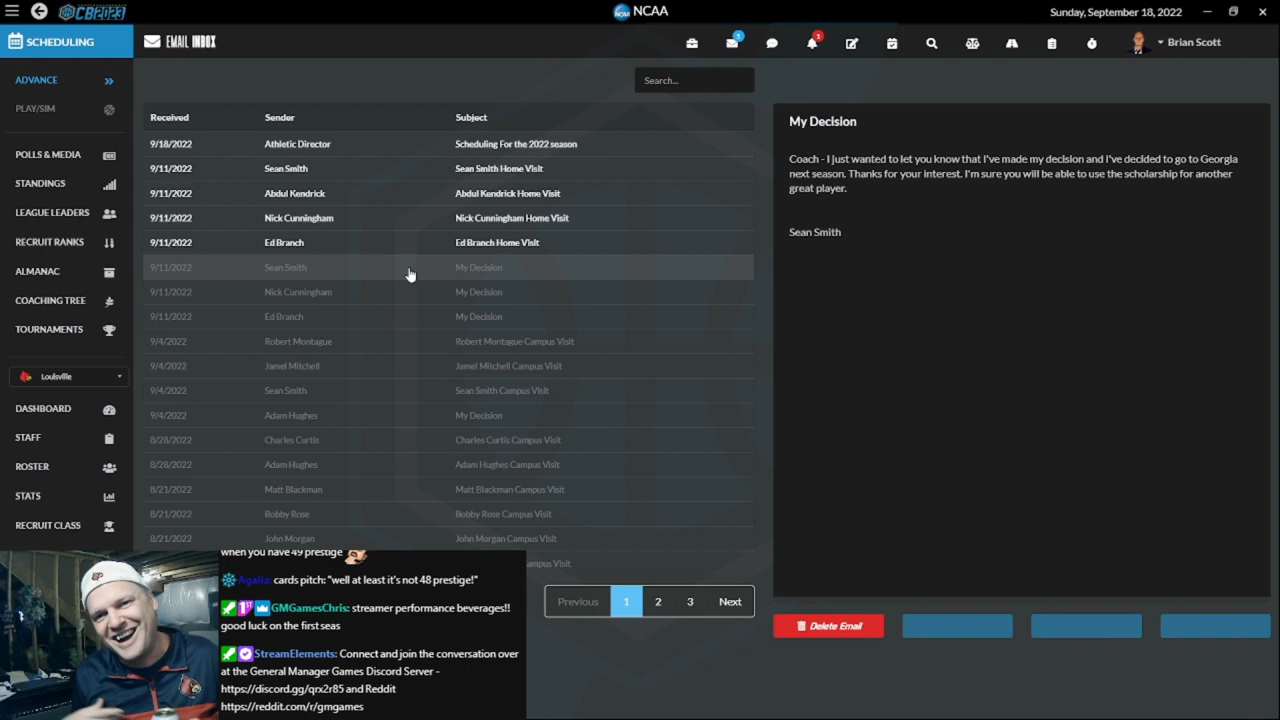 CB2023
NCAA
Sunday, September 18, 2022
SCHEDULING
EMAIL INBOX
5
1
Brian Scott
ADVANCE
PLAY/SIM
POLLS & MEDIA
STANDINGS
LEAGUE LEADERS
RECRUIT RANKS
ALMANAC
COACHING TREE
TOURNAMENTS
Louisville
DASHBOARD
STAFF
ROSTER
STATS
RECRUIT CLASS
Search...
Received Sender Subject
9/18/2022 Athletic Director Scheduling For the 2022 season
9/11/2022 Sean Smith Sean Smith Home Visit
9/11/2022 Abdul Kendrick Abdul Kendrick Home Visit
9/11/2022 Nick Cunningham Nick Cunningham Home Visit
9/11/2022 Ed Branch Ed Branch Home Visit
9/11/2022 Sean Smith My Decision
9/11/2022 Nick Cunningham My Decision
9/11/2022 Ed Branch My Decision
9/4/2022 Robert Montague Robert Montague Campus Visit
9/4/2022 Jamel Mitchell Jamel Mitchell Campus Visit
9/4/2022 Sean Smith Sean Smith Campus Visit
9/4/2022 Adam Hughes My Decision
8/28/2022 Charles Curtis Charles Curtis Campus Visit
8/28/2022 Adam Hughes Adam Hughes Campus Visit
8/21/2022 Matt Blackman Matt Blackman Campus Visit
8/21/2022 Bobby Rose Bobby Rose Campus Visit
8/21/2022 John Morgan John Morgan Campus Visit
ampus Visit
Previous 1 2 3 Next
My Decision
Coach - I just wanted to let you know that I've made my decision and I've decided to go to Georgia
next season. Thanks for your interest. I'm sure you will be able to use the scholarship for another
great player.
Sean Smith
Delete Email
when you have 49 prestige
Agalia: cards pitch: "well at least it's not 48 prestige!"
GMGamesChris: streamer performance beverages!!
good luck on the first seas
StreamElements: Connect and join the conversation over
at the General Manager Games Discord Server -
https://discord.gg/qrx2r85 and Reddit
https://reddit.com/r/gmgames